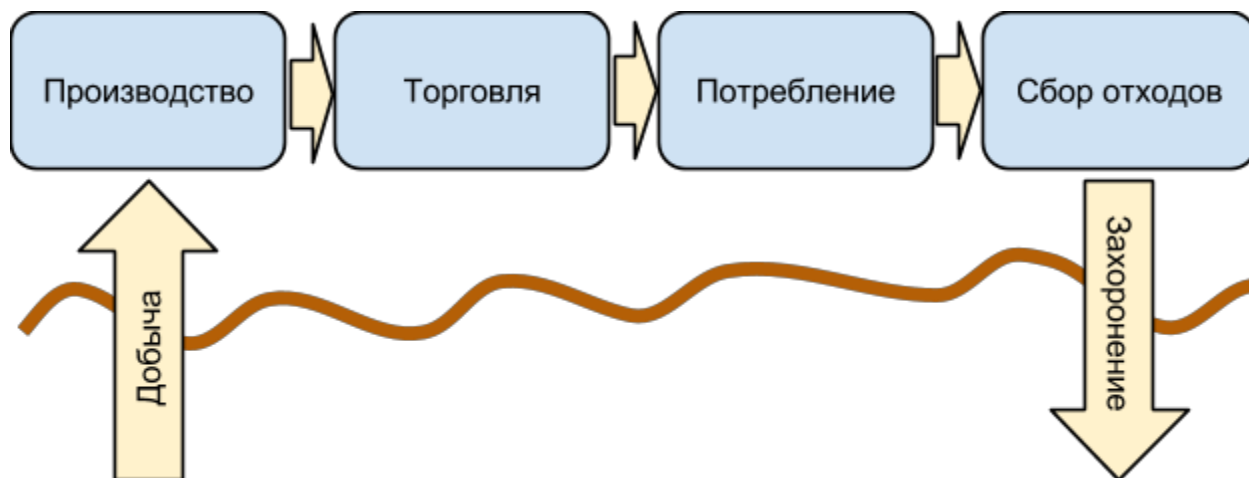 Производство
Торговля
Потребление
Сбор отходов
Добыча
Захоронение